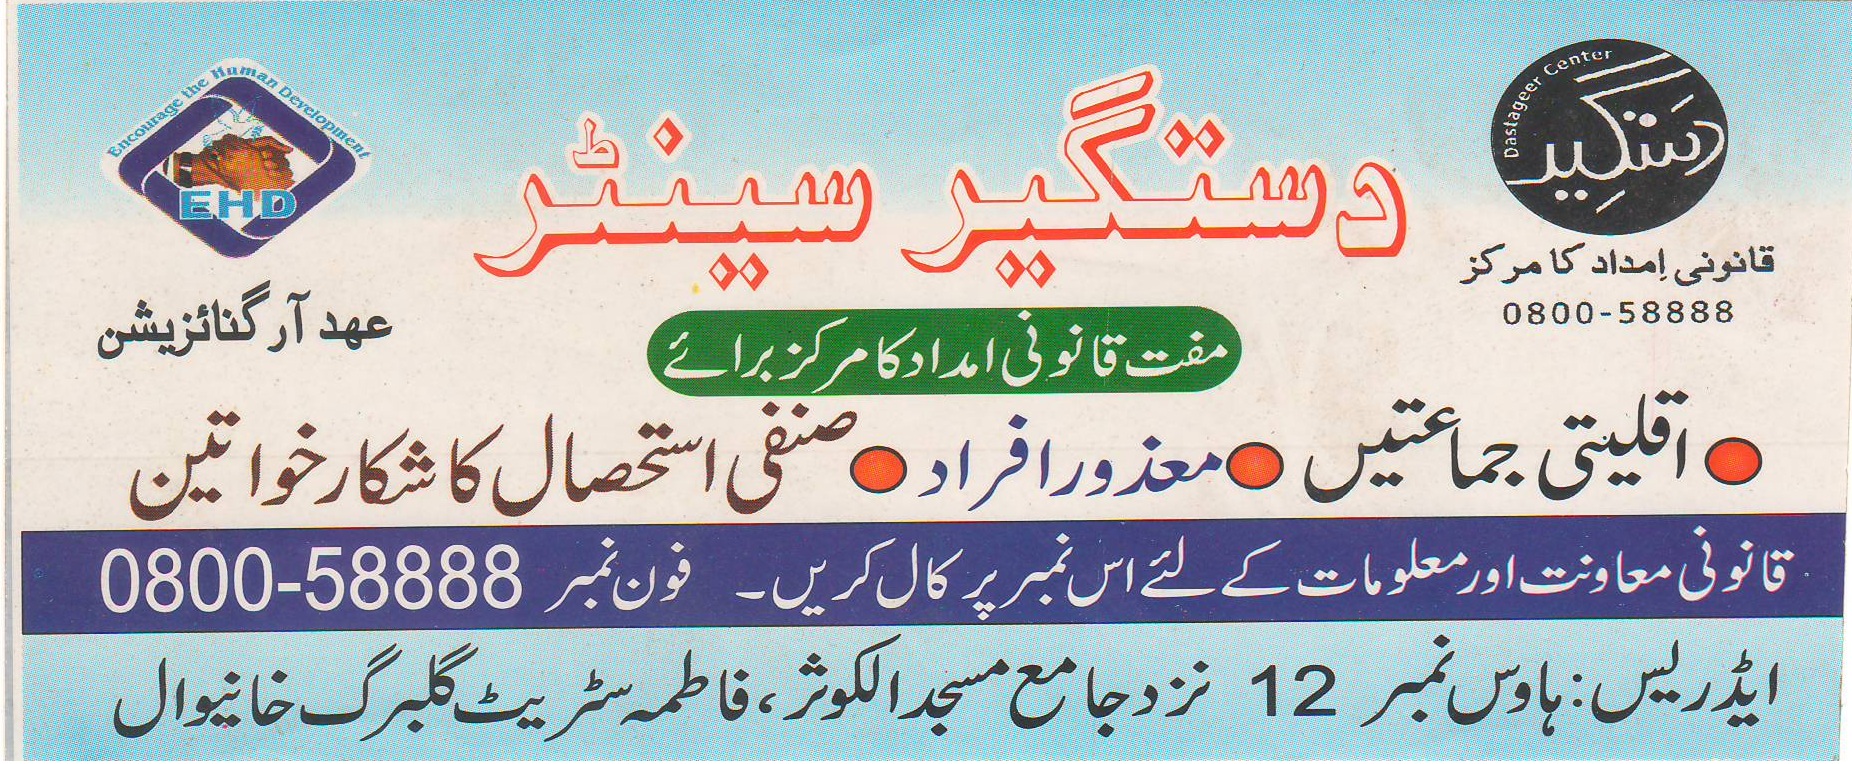 Encourage the Human Development
EHD
عہد آرگنائزیشن
دستگیر سینٹر
Dastageer Center
دستگیر
قانونی اِمداد کا مرکز
0800-58888
مفت قانونی امداد کا مرکز برائے
اقلیتی جماعتیں ● معذور افراد ● صنفی استحصال کا شکار خواتین
قانونی معاونت اور معلومات کے لئے اس نمبر پر کال کریں۔ فون نمبر 0800-58888
ایڈریس: ہاوس نمبر 12 نزد جامع مسجد الکوثر، فاطمہ سٹریٹ گلبرگ خانیوال